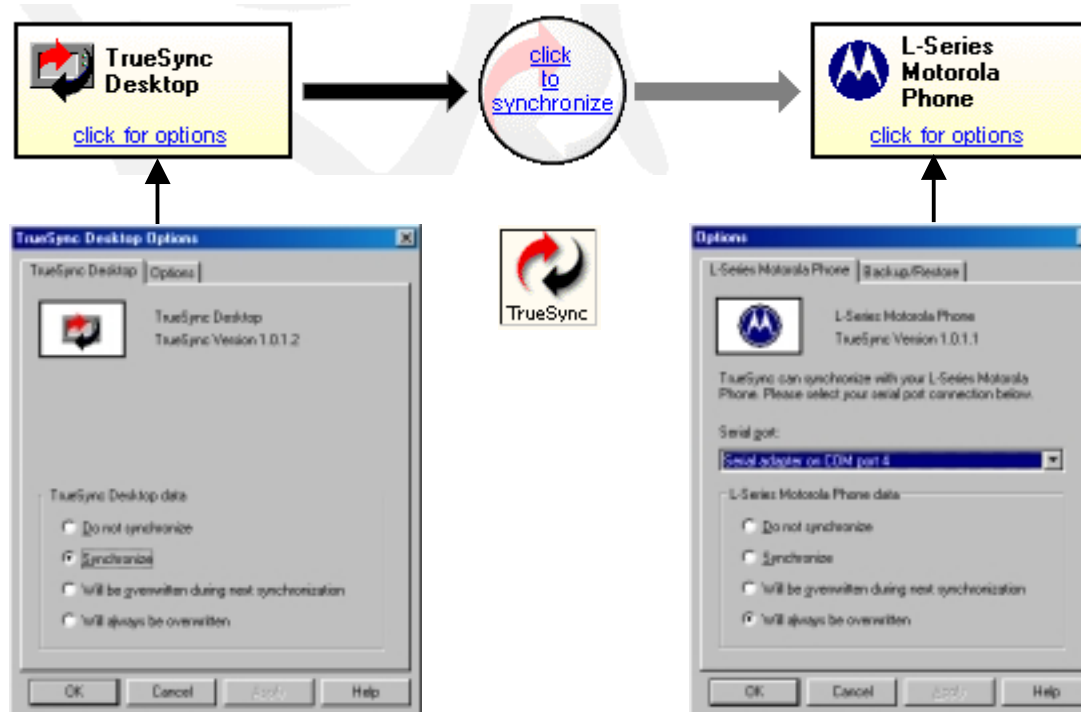 TrueSync
Desktop
click for options
click
to
synchronize
L-Series
Motorola
Phone
click for options
TrueSync Desktop Options
TrueSync Desktop
Options
TrueSync Desktop
TrueSync Version 1.0.1.2
TrueSync Desktop data
Do not synchronize
Synchronize
Will be overwritten during next synchronization
Will always be overwritten
OK
Cancel
Apply
Help
TrueSync
Options
L-Series Motorola Phone
Backup/Restore
L-Series Motorola Phone
TrueSync Version 1.0.1.1
TrueSync can synchronize with your L-Series Motorola
Phone. Please select your serial port connection below.
Serial port:
Serial adapter on COM port 4
L-Series Motorola Phone data
Do not synchronize
Synchronize
Will be overwritten during next synchronization
Will always be overwritten
OK
Cancel
Apply
Help